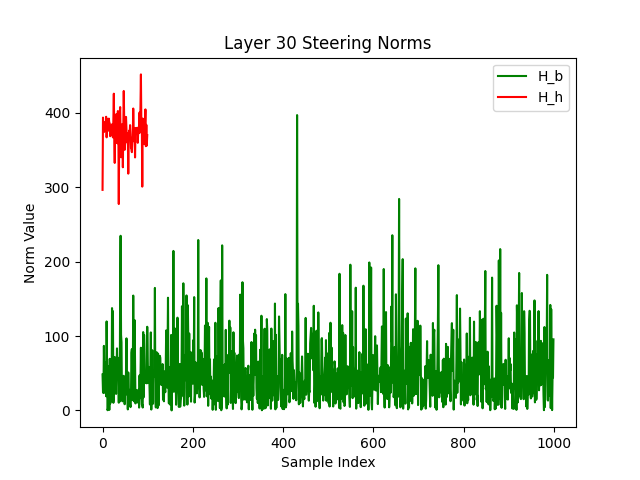 Layer 30 Steering Norms
H_b
H_h
400
300
200
100
0
Norm Value
0 200 400 600 800 1000
Sample Index